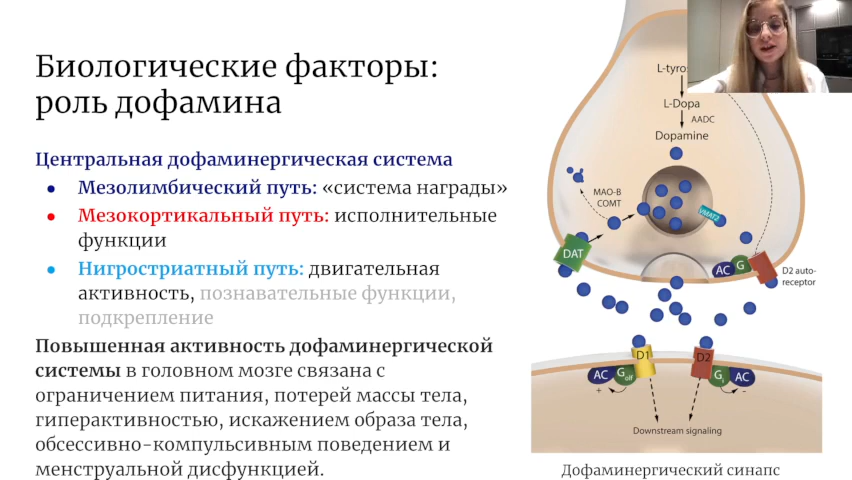 Биологические факторы:
роль дофамина
Центральная дофаминергическая система
Мезолимбический путь: «система награды»
Мезокортикальный путь: исполнительные
функции
Нигростриатный путь: двигательная
активность, познавательные функции,
подкрепление
Повышенная активность дофаминергической
системы в головном мозге связана с
ограничением питания, потерей массы тела,
гиперактивностью, искажением образа тела,
обсессивно-компульсивным поведением и
менструальной дисфункцией.
L-Dopa
AADC
Dopamine
MAO-B
COMT
VMAT2
DAT
AC G
D2 auto-
receptor
D1
D2
AC Golf
Gi AC
+
-
Downstream signaling
Дофаминергический синапс